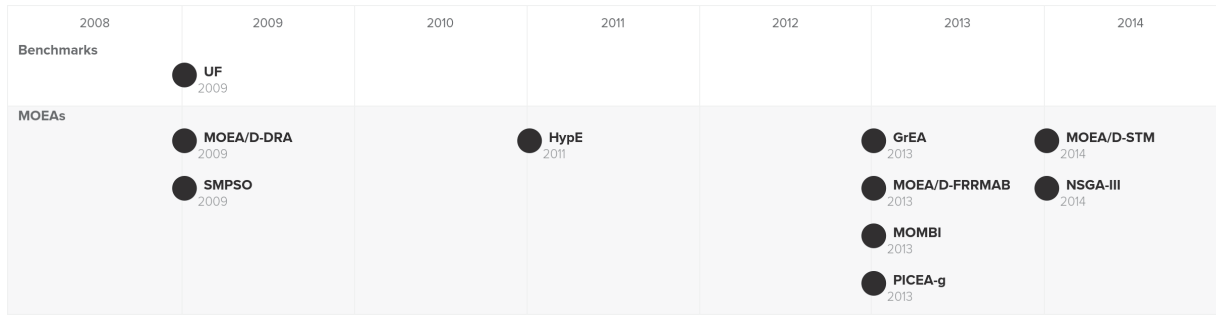 2008 2009 2010 2011 2012 2013 2014
Benchmarks
UF
2009
MOEAs
MOEA/D-DRA
2009
HypE
2011
GrEA
2013
MOEA/D-STM
2014
SMPSO
2009
MOEA/D-FRRMAB
2013
NSGA-III
2014
MOMBI
2013
PICEA-g
2013